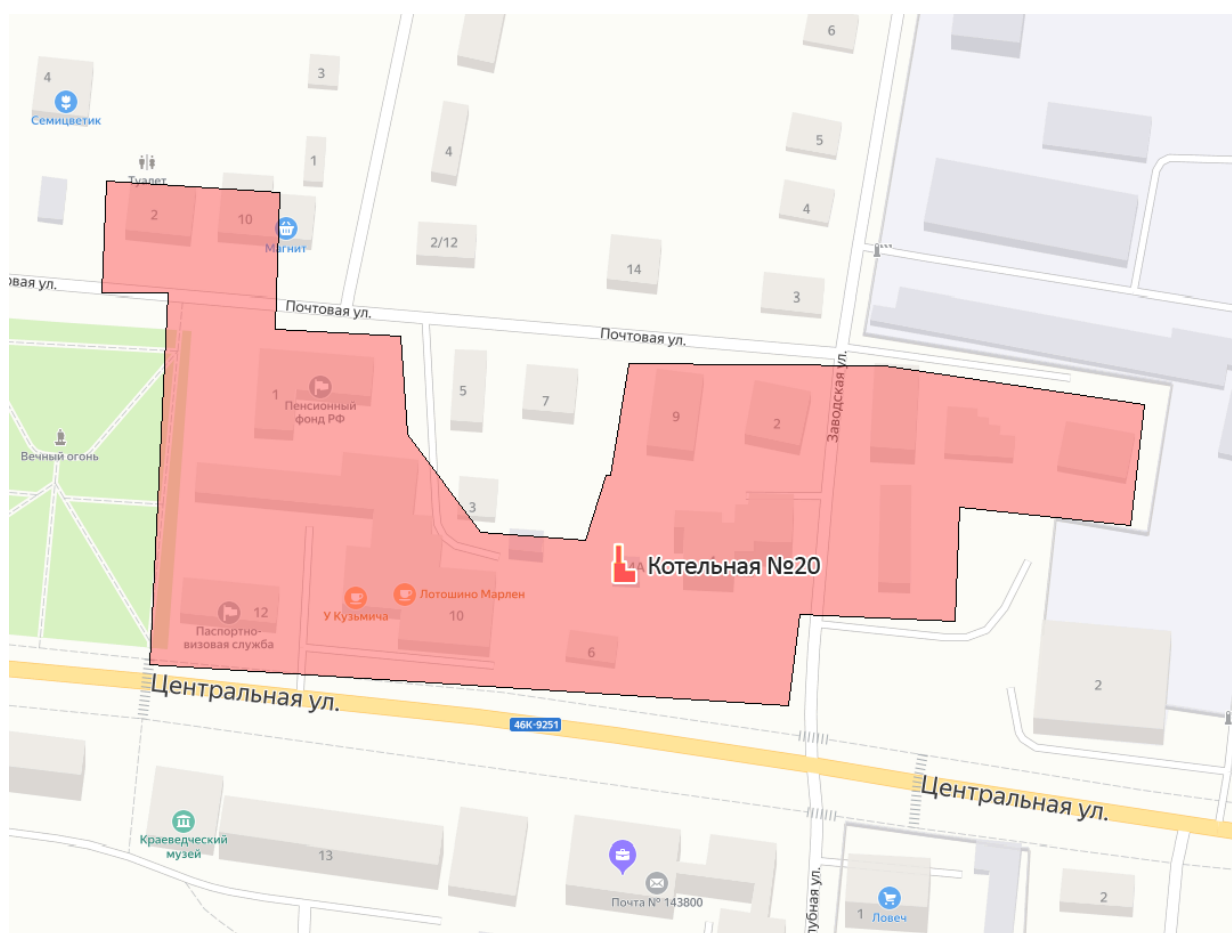 6
3
4
Семицветик
5
4
1
Туалет
4
2
10
Магнит
2/12
14
3
Почтовая ул.
овая ул.
Почтовая ул.
Заводская ул.
5
7
9
2
1
Пенсионный
фонд РФ
Вечный огонь
3
4А
Котельная №20
Лотошино Марлен
У Кузьмича
10
12
Паспортно-
визовая служба
6
2
Центральная ул.
46К-9251
Центральная ул.
Краеведческий
музей
13
Почта № 143800
лубная ул.
1
Ловеч
2